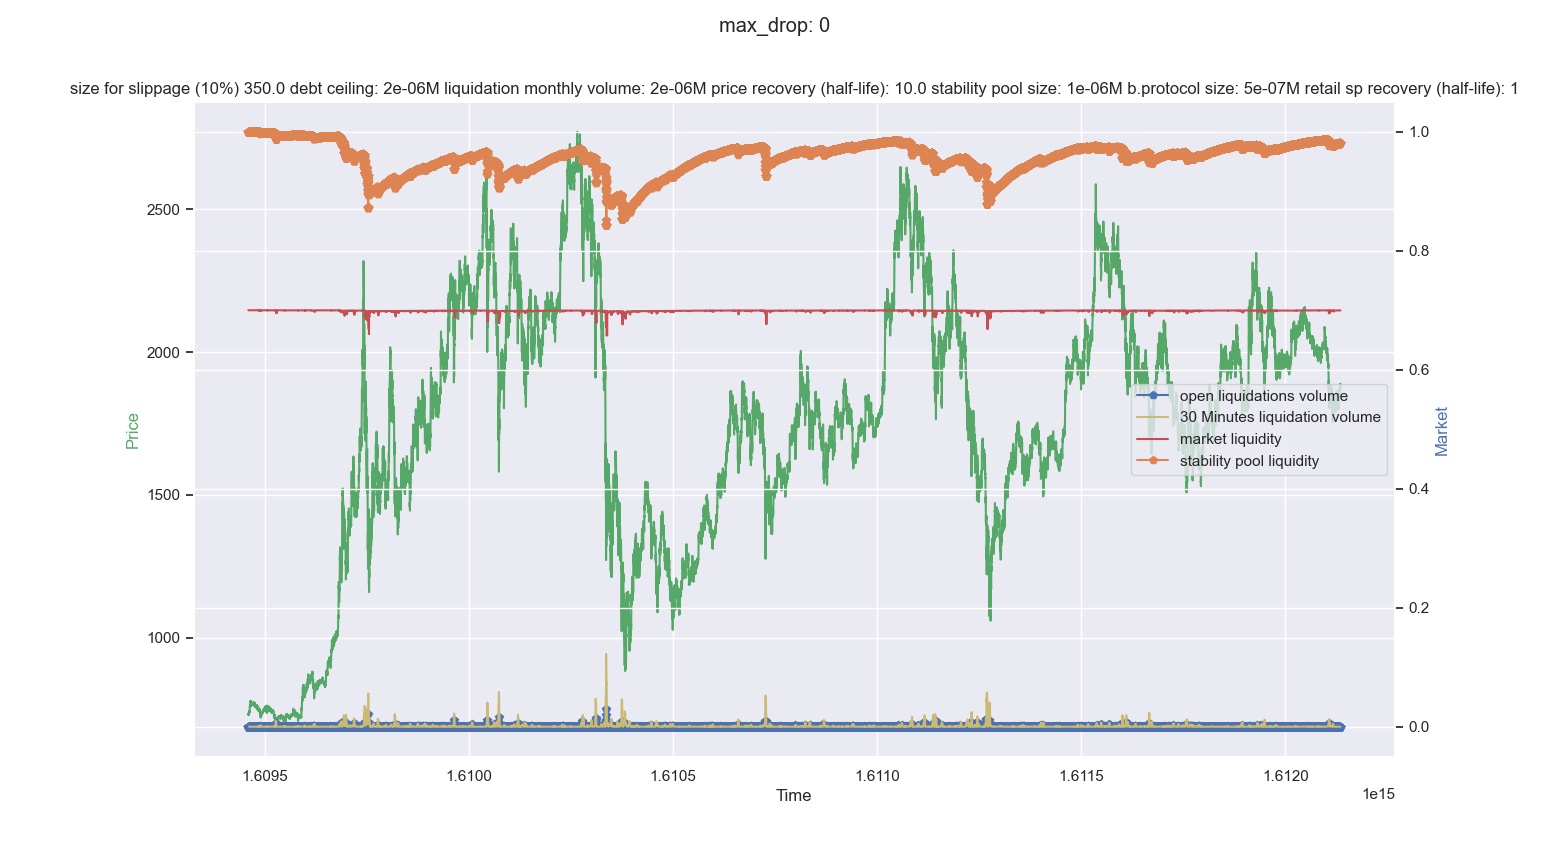 max_drop: 0
size for slippage (10%) 350.0 debt ceiling: 2e-06M liquidation monthly volume: 2e-06M price recovery (half-life): 10.0 stability pool size: 1e-06M b.protocol size: 5e-07M retail sp recovery (half-life): 1
2500
2000
1500
1000
Price
1.0
0.8
0.6
0.4
0.2
0.0
Market
open liquidations volume
30 Minutes liquidation volume
market liquidity
stability pool liquidity
1.6095
1.6100
1.6105
1.6110
1.6115
1.6120
Time
1e15